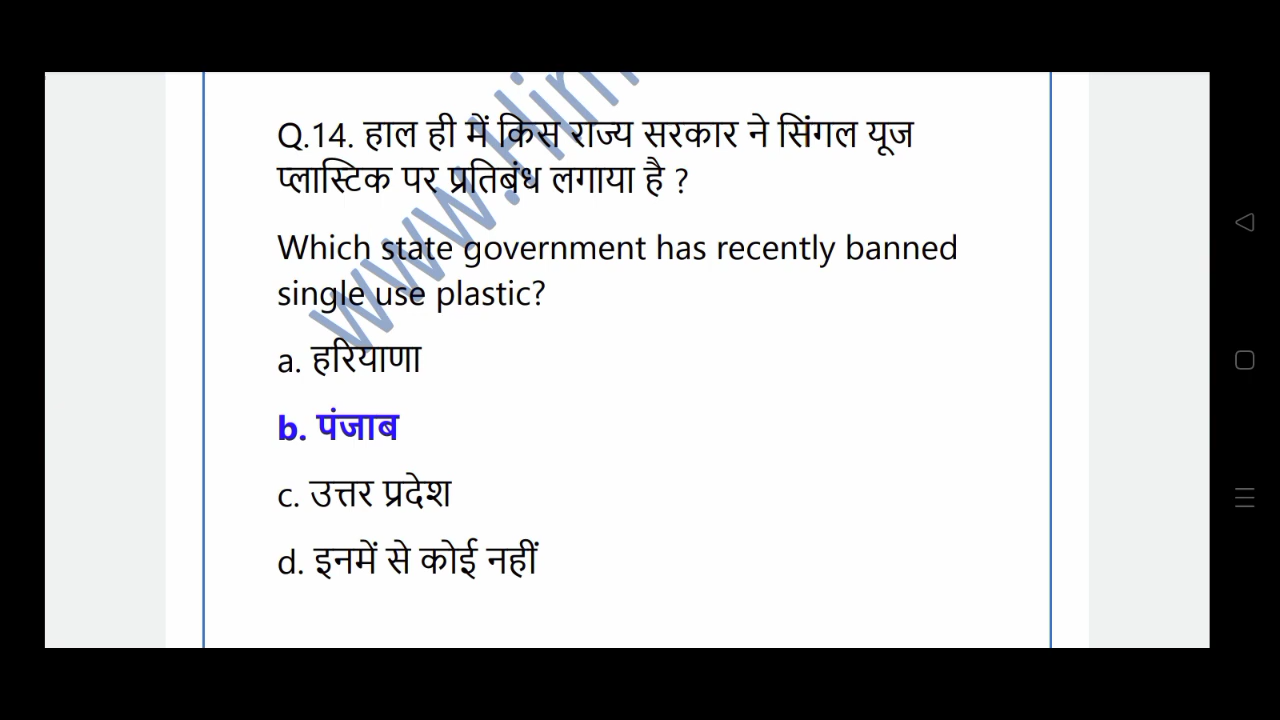 Q.14. हाल ही में किस राज्य सरकार ने सिंगल यूज
प्लास्टिक पर प्रतिबंध लगाया है ?
Which state government has recently banned
single use plastic?
a. हरियाणा
b. पंजाब
c. उत्तर प्रदेश
d. इनमें से कोई नहीं